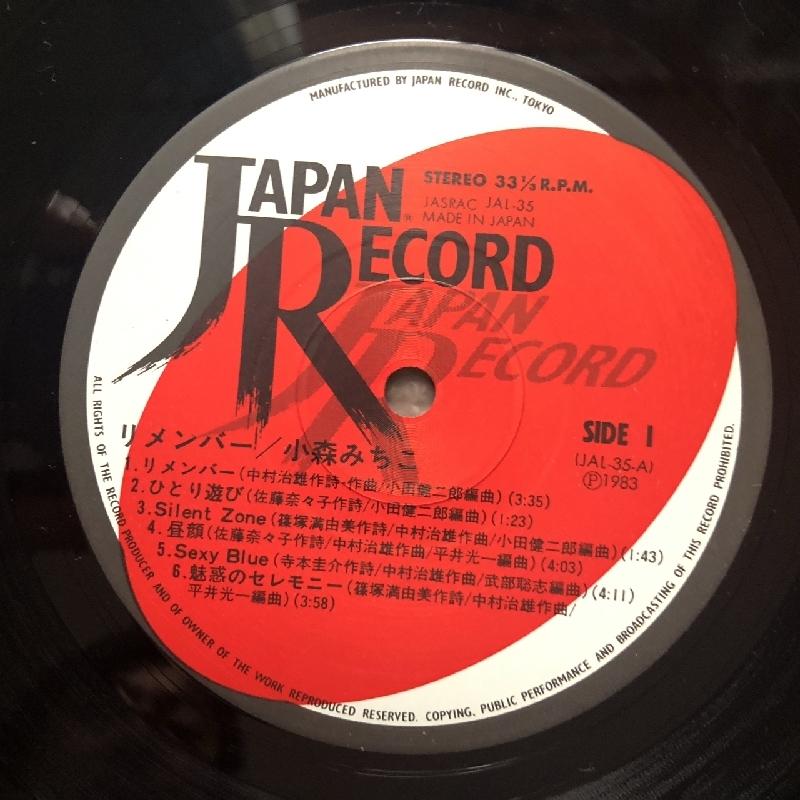 MANUFACTURED BY JAPAN RECORD INC., TOKYO
JAPAN
RECORD
STEREO 33⅓ R.P.M.
JASRAC JAL-35
® MADE IN JAPAN
JAPAN
RECORD
SIDE 1
(JAL-35-A)
Ⓟ1983
リメンバー/小森みちこ
1.リメンバー(中村治雄作詩・作曲/小田健二郎編曲)(3:35)
2.ひとり遊び(佐藤奈々子作詩/小田健二郎編曲)(1:23)
3.Silent Zone(篠塚満由美作詩/中村治雄作曲/小田健二郎編曲)(1:43)
4.昼顔(佐藤奈々子作詩/中村治雄作曲/平井光一編曲)(4:03)
5.Sexy Blue(寺本圭介作詩/中村治雄作曲/武部聡志編曲)(4:11)
6.魅惑のセレモニー(篠塚満由美作詩/中村治雄作曲/
平井光一編曲)(3:58)
ALL RIGHTS OF THE RECORD PRODUCER AND OF OWNER OF THE WORK REPRODUCED RESERVED. COPYING, PUBLIC PERFORMANCE AND BROADCASTING OF THIS RECORD PROHIBITED.